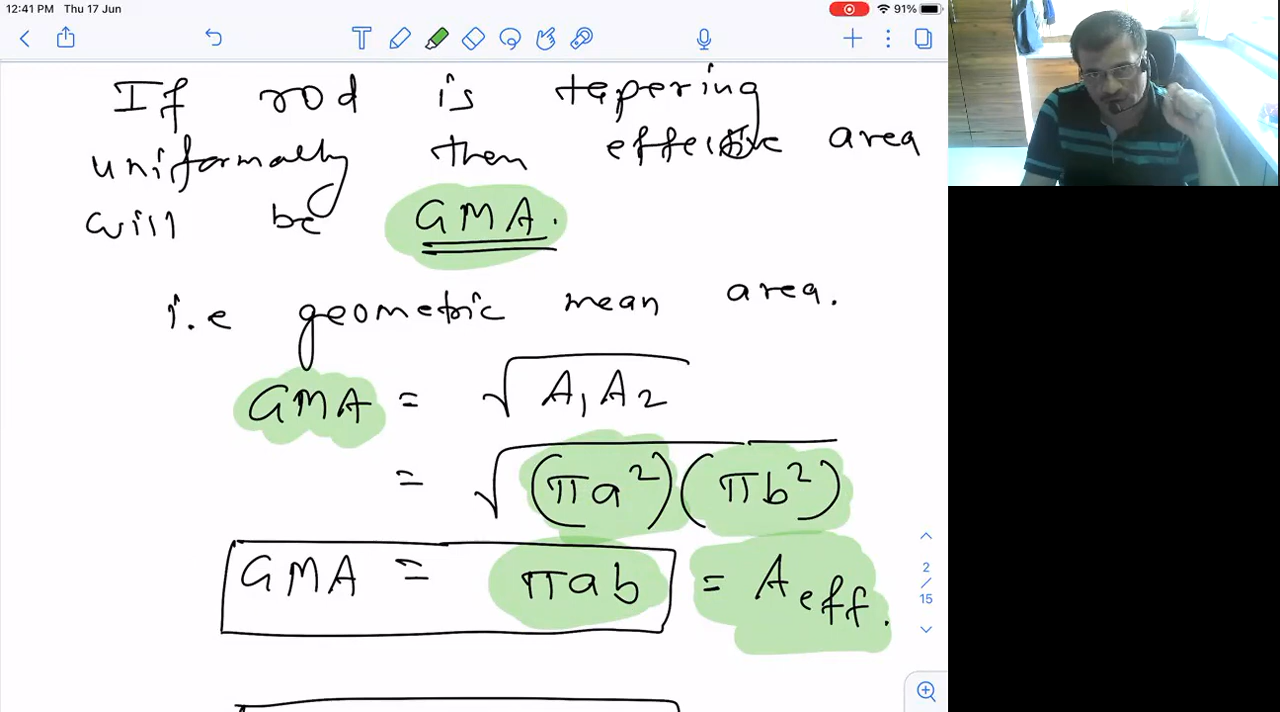 12:41 PM Thu 17 Jun
91%
If rod is tapering
uniformally then effective area
will be GMA.
i.e geometric mean area.
GMA = √A₁A₂
= √(πa²)(πb²)
GMA = πab = Aeff.
2
/
15